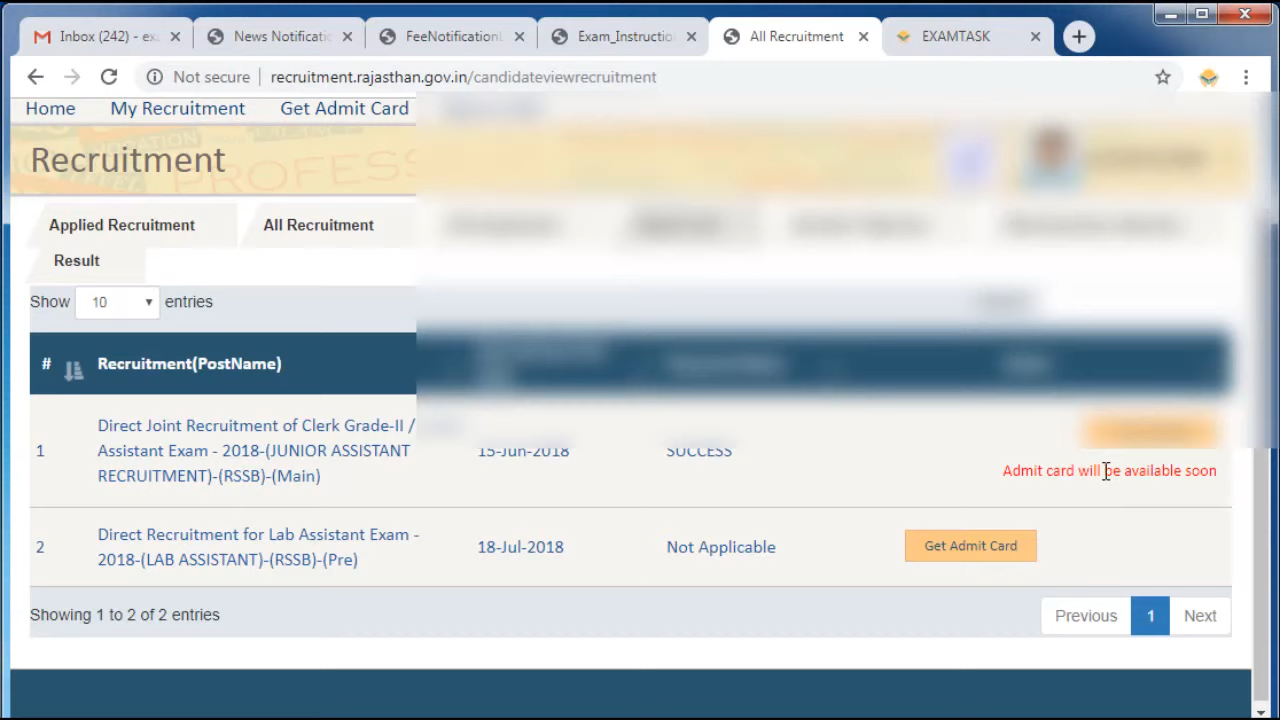 Inbox (242) - exa
News Notificati
FeeNotification
Exam_Instructio
All Recruitment
EXAMTASK
Not secure
recruitment.rajasthan.gov.in/candidateviewrecruitment
Home
My Recruitment
Get Admit Card
Recruitment
Applied Recruitment
All Recruitment
Result
Show 10 entries
# Recruitment(PostName)
1
Direct Joint Recruitment of Clerk Grade-II /
Assistant Exam - 2018-(JUNIOR ASSISTANT
RECRUITMENT)-(RSSB)-(Main)
15-Jun-2018
SUCCESS
Admit card will be available soon
2
Direct Recruitment for Lab Assistant Exam -
2018-(LAB ASSISTANT)-(RSSB)-(Pre)
18-Jul-2018
Not Applicable
Get Admit Card
Showing 1 to 2 of 2 entries
Previous 1 Next